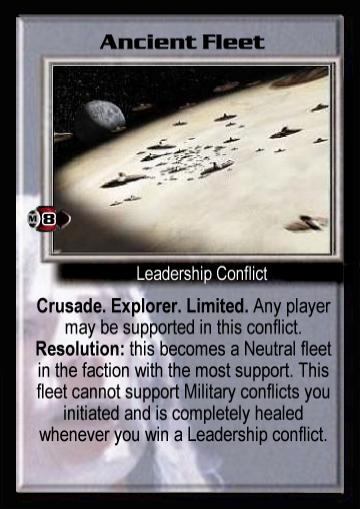 Ancient Fleet
M 8
Leadership Conflict
Crusade. Explorer. Limited. Any player
may be supported in this conflict.
Resolution: this becomes a Neutral fleet
in the faction with the most support. This
fleet cannot support Military conflicts you
initiated and is completely healed
whenever you win a Leadership conflict.